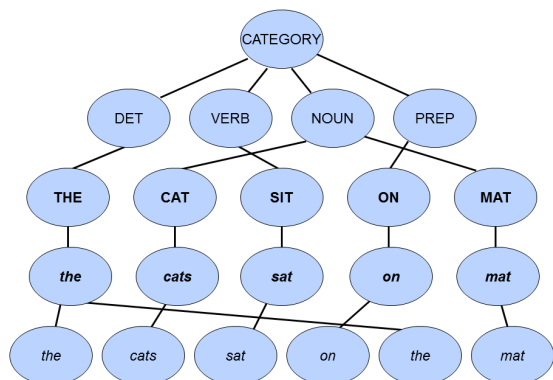 CATEGORY
DET VERB NOUN PREP
THE CAT SIT ON MAT
the cats sat on mat
the cats sat on the mat